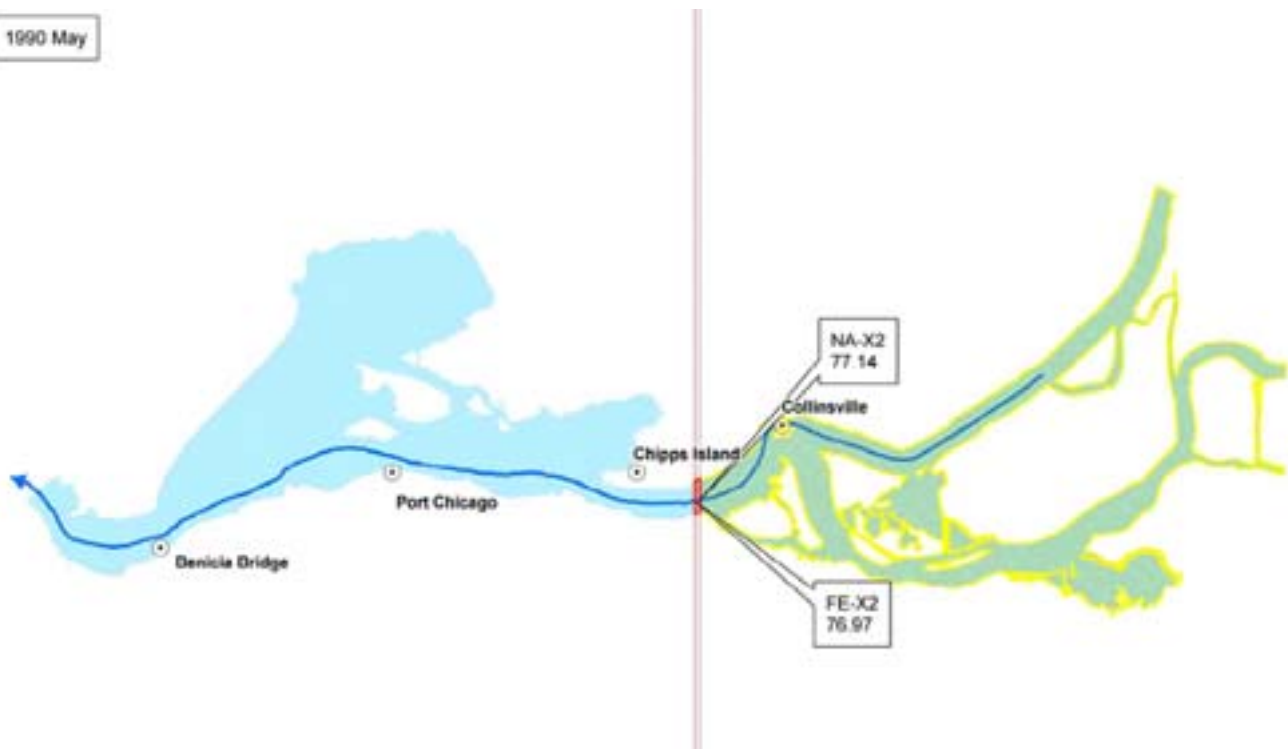 1990 May
NA-X2
77.14
Collinsville
Chipps Island
Port Chicago
Benicia Bridge
FE-X2
76.97